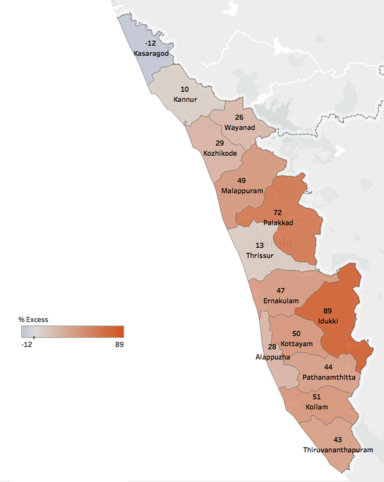 -12
Kasaragod
10
Kannur
26
Wayanad
29
Kozhikode
49
Malappuram
72
Palakkad
13
Thrissur
47
Ernakulam
89
Idukki
50
Kottayam
28
Alappuzha
44
Pathanamthitta
51
Kollam
43
Thiruvananthapuram
% Excess
-12 89